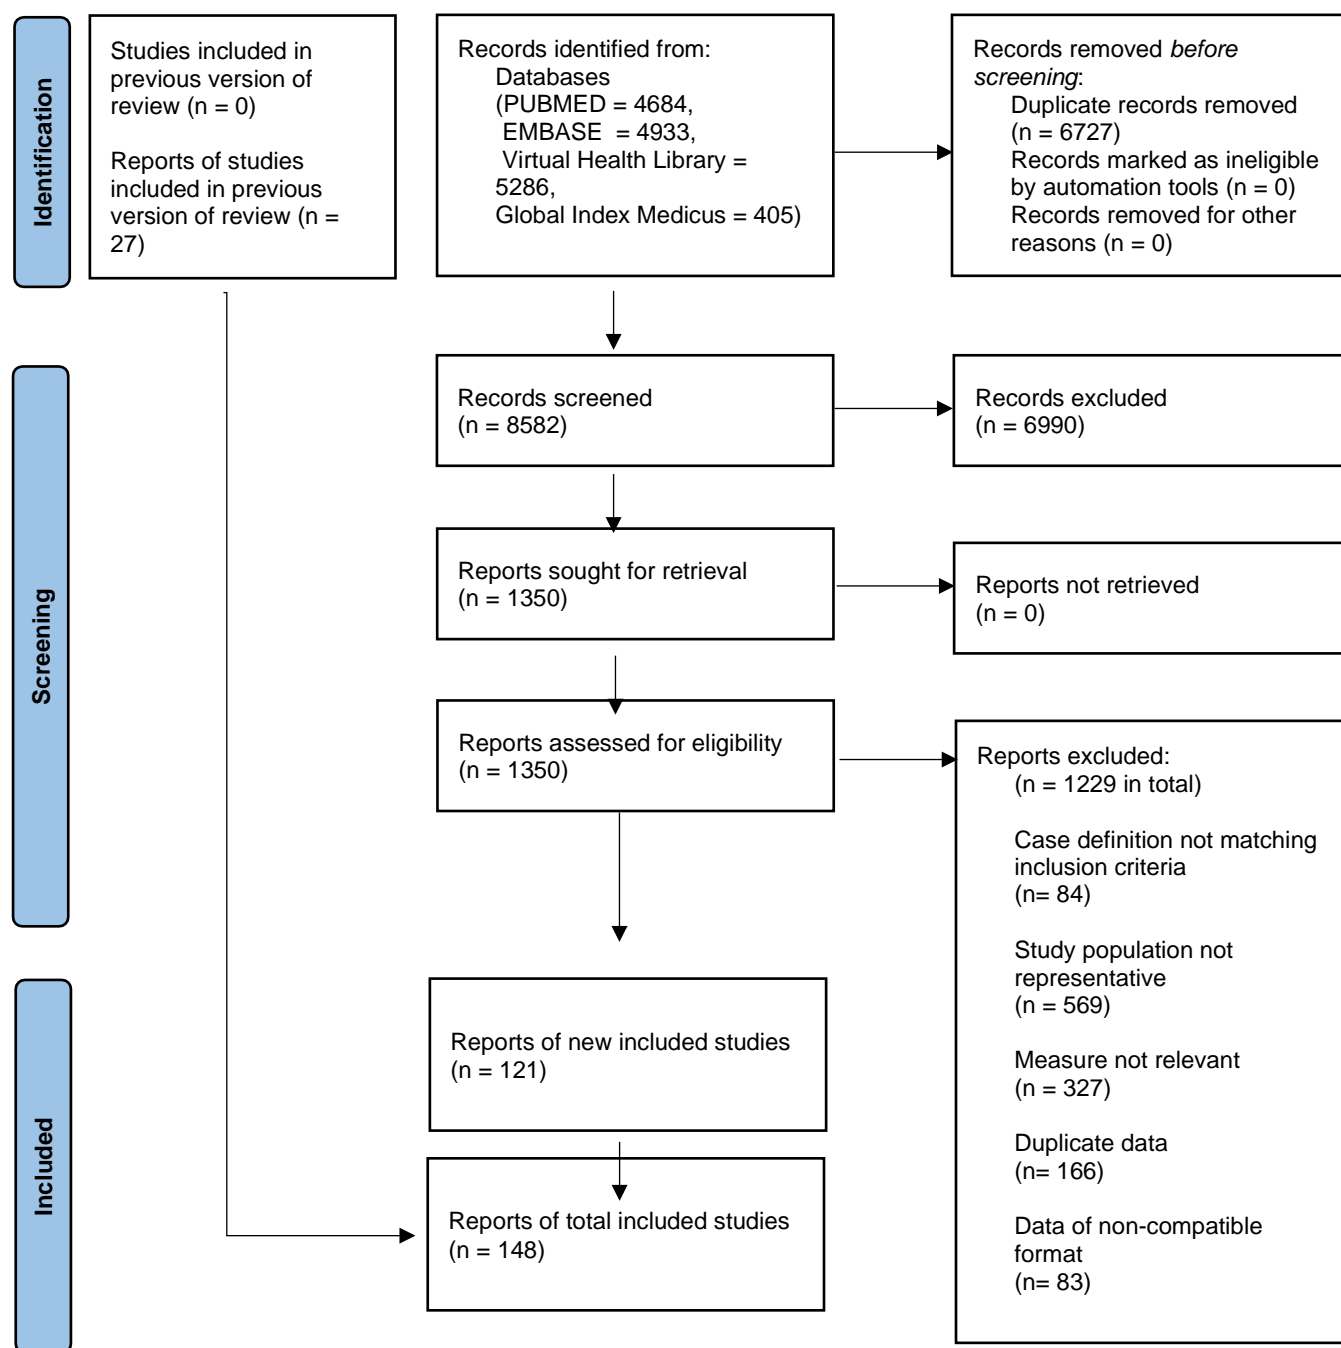 Identification
Studies included in
previous version of
review (n = 0)
Reports of studies
included in previous
version of review (n =
27)
Records identified from:
Databases
(PUBMED = 4684,
EMBASE = 4933,
Virtual Health Library =
5286,
Global Index Medicus = 405)
Records removed before
screening:
Duplicate records removed
(n = 6727)
Records marked as ineligible
by automation tools (n = 0)
Records removed for other
reasons (n = 0)
Screening
Records screened
(n = 8582)
Records excluded
(n = 6990)
Reports sought for retrieval
(n = 1350)
Reports not retrieved
(n = 0)
Reports assessed for eligibility
(n = 1350)
Reports excluded:
(n = 1229 in total)
Case definition not matching
inclusion criteria
(n= 84)
Study population not
representative
(n = 569)
Measure not relevant
(n = 327)
Duplicate data
(n= 166)
Data of non-compatible
format
(n= 83)
Included
Reports of new included studies
(n = 121)
Reports of total included studies
(n = 148)